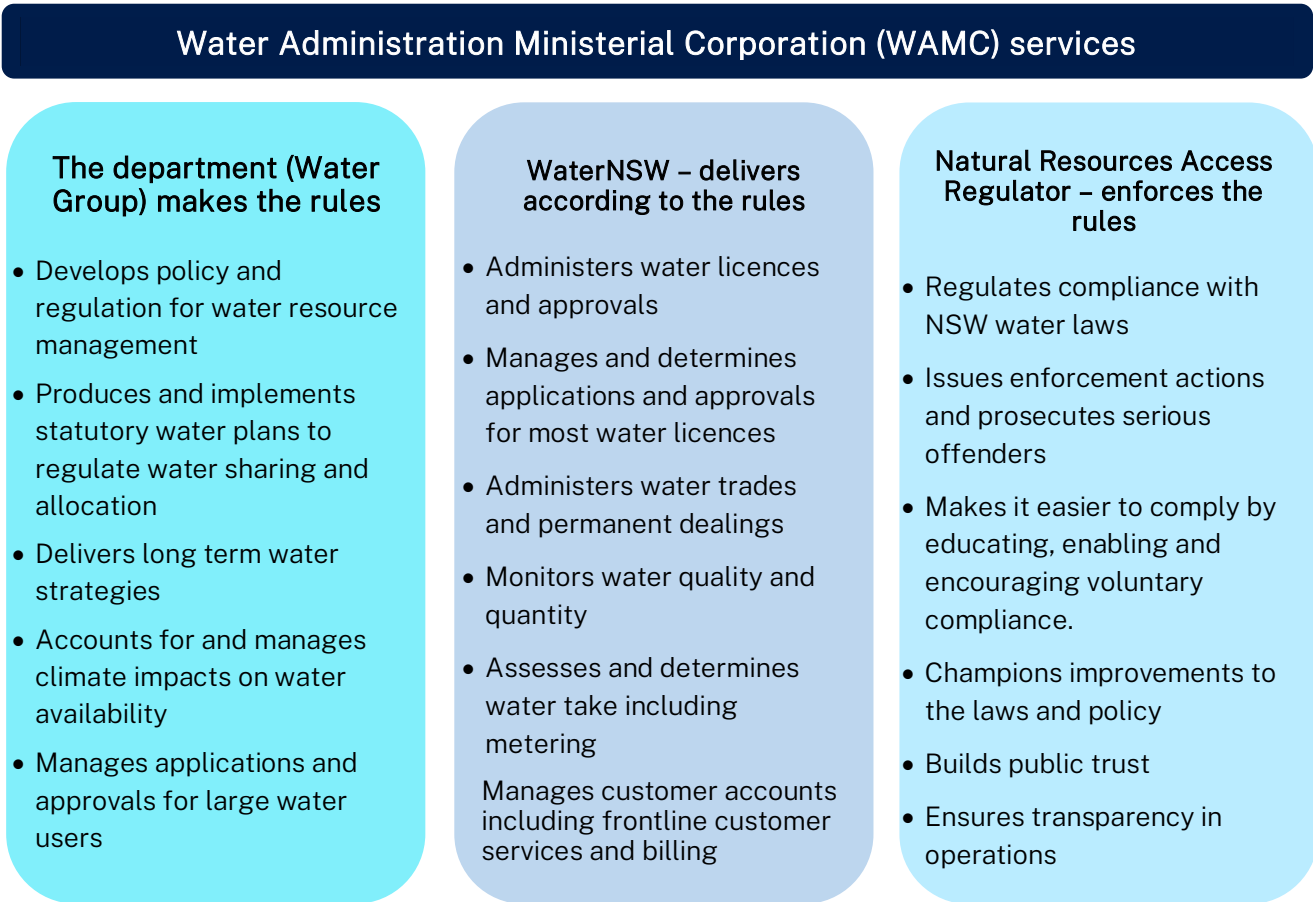 Water Administration Ministerial Corporation (WAMC) services
The department (Water
Group) makes the rules
• Develops policy and
regulation for water resource
management
• Produces and implements
statutory water plans to
regulate water sharing and
allocation
• Delivers long term water
strategies
• Accounts for and manages
climate impacts on water
availability
• Manages applications and
approvals for large water
users
WaterNSW – delivers
according to the rules
• Administers water licences
and approvals
• Manages and determines
applications and approvals
for most water licences
• Administers water trades
and permanent dealings
• Monitors water quality and
quantity
• Assesses and determines
water take including
metering
Manages customer accounts
including frontline customer
services and billing
Natural Resources Access
Regulator – enforces the
rules
• Regulates compliance with
NSW water laws
• Issues enforcement actions
and prosecutes serious
offenders
• Makes it easier to comply by
educating, enabling and
encouraging voluntary
compliance.
• Champions improvements to
the laws and policy
• Builds public trust
• Ensures transparency in
operations